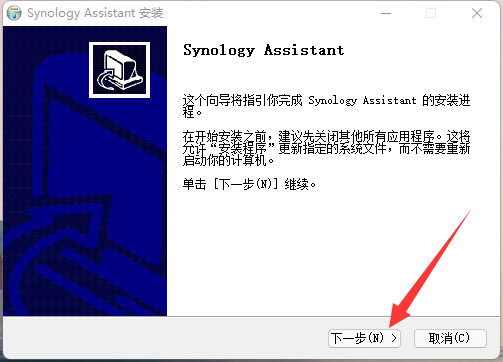 Synology Assistant 安装
Synology Assistant
这个向导将指引你完成 Synology Assistant 的安装进
程。
在开始安装之前，建议先关闭其他所有应用程序。这将
允许“安装程序”更新指定的系统文件，而不需要重新
启动你的计算机。
单击 [下一步(N)] 继续。
下一步(N) >
取消(C)